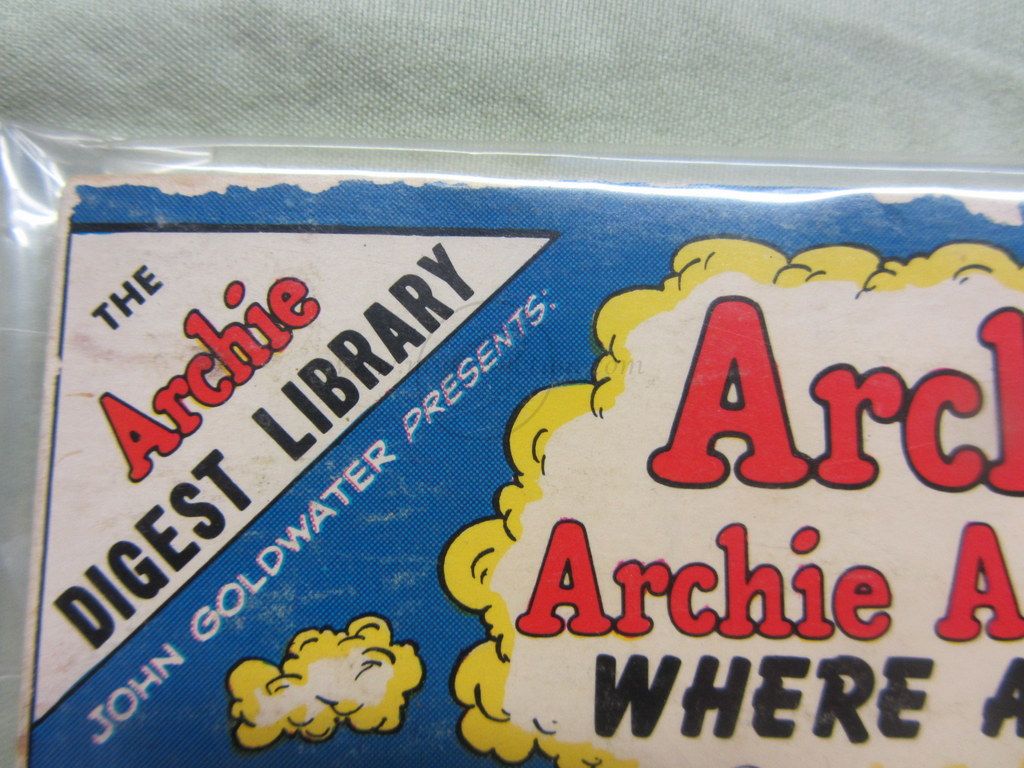 THE
Archie
DIGEST LIBRARY
JOHN GOLDWATER PRESENTS:
Arc
Archie A
WHERE A